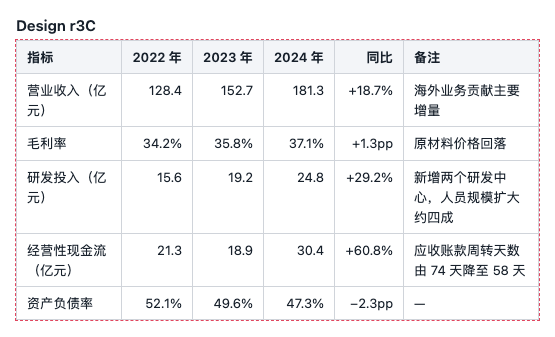 Design r3C
指标 2022 年 2023 年 2024 年 同比 备注
营业收入（亿元） 128.4 152.7 181.3 +18.7% 海外业务贡献主要增量
毛利率 34.2% 35.8% 37.1% +1.3pp 原材料价格回落
研发投入（亿元） 15.6 19.2 24.8 +29.2% 新增两个研发中心，人员规模扩大约四成
经营性现金流（亿元） 21.3 18.9 30.4 +60.8% 应收账款周转天数由 74 天降至 58 天
资产负债率 52.1% 49.6% 47.3% −2.3pp —